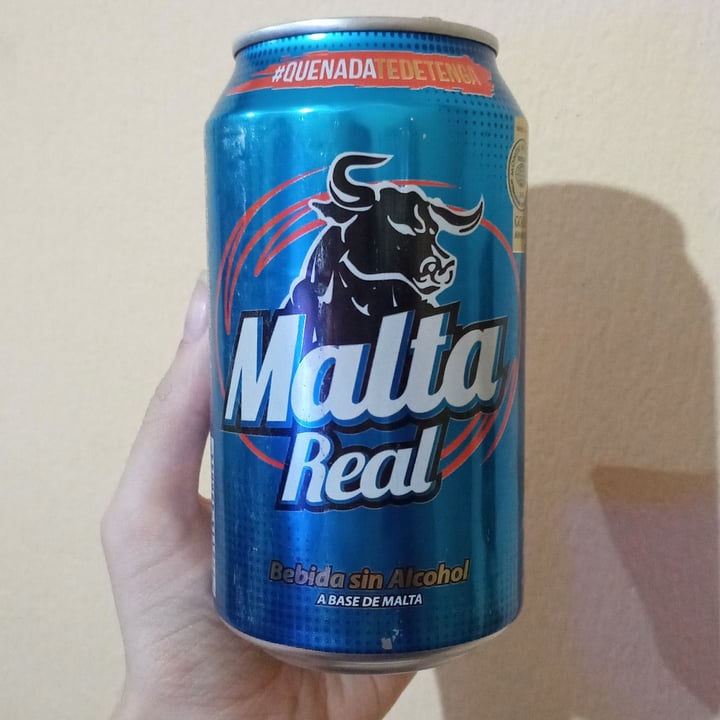 #QUENADATEDETENGA
Malta
Real
Bebida sin Alcohol
A BASE DE MALTA